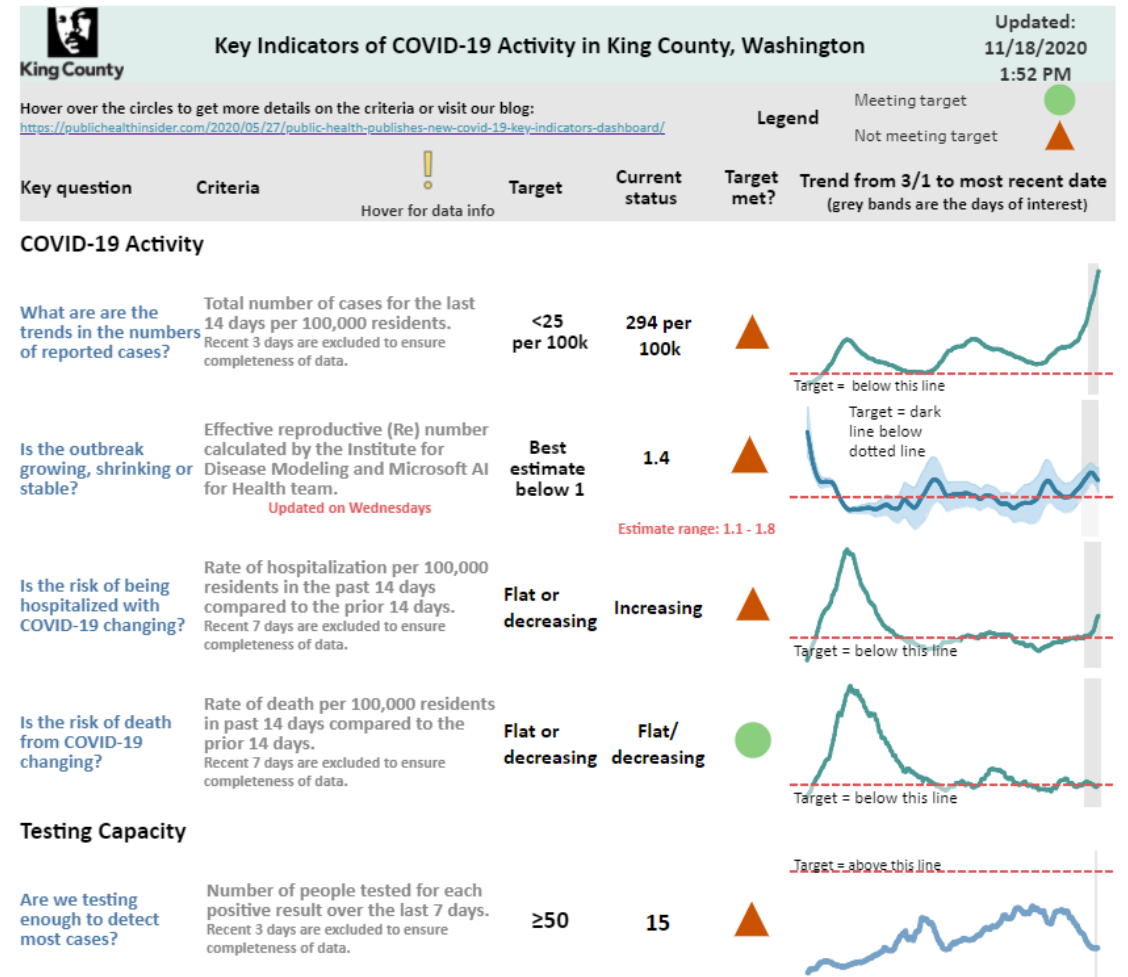 King County
Key Indicators of COVID-19 Activity in King County, Washington
Updated:
11/18/2020
1:52 PM
Hover over the circles to get more details on the criteria or visit our blog:
https://publichealthinsider.com/2020/05/27/public-health-publishes-new-covid-19-key-indicators-dashboard/
Legend
Meeting target
Not meeting target
Key question
Criteria
!
Hover for data info
Target
Current
status
Target
met?
Trend from 3/1 to most recent date
(grey bands are the days of interest)
COVID-19 Activity
What are are the
trends in the numbers
of reported cases?
Total number of cases for the last
14 days per 100,000 residents.
Recent 3 days are excluded to ensure
completeness of data.
<25
per 100k
294 per
100k
Target = below this line
Is the outbreak
growing, shrinking or
stable?
Effective reproductive (Re) number
calculated by the Institute for
Disease Modeling and Microsoft AI
for Health team.
Updated on Wednesdays
Best
estimate
below 1
1.4
Estimate range: 1.1 - 1.8
Target = dark
line below
dotted line
Is the risk of being
hospitalized with
COVID-19 changing?
Rate of hospitalization per 100,000
residents in the past 14 days
compared to the prior 14 days.
Recent 7 days are excluded to ensure
completeness of data.
Flat or
decreasing
Increasing
Target = below this line
Is the risk of death
from COVID-19
changing?
Rate of death per 100,000 residents
in past 14 days compared to the
prior 14 days.
Recent 7 days are excluded to ensure
completeness of data.
Flat or
decreasing
Flat/
decreasing
Target = below this line
Testing Capacity
Are we testing
enough to detect
most cases?
Number of people tested for each
positive result over the last 7 days.
Recent 3 days are excluded to ensure
completeness of data.
≥50
15
Target = above this line